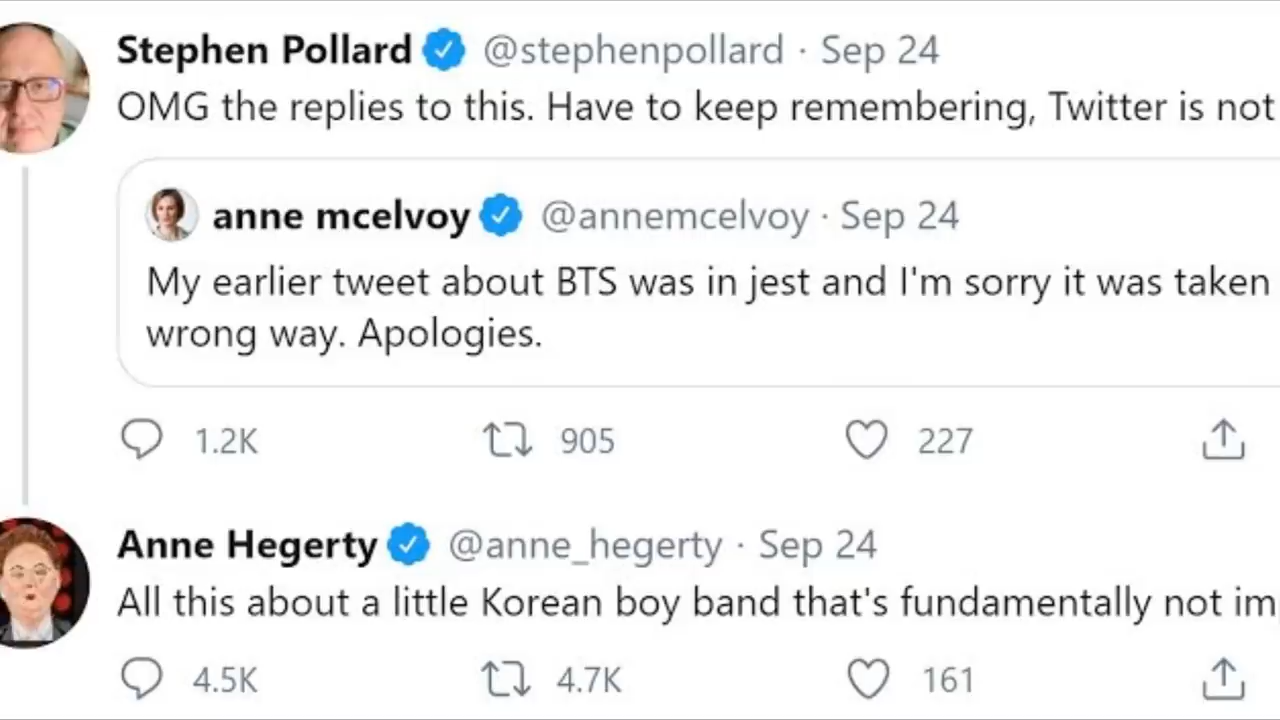 Stephen Pollard @stephenpollard · Sep 24
OMG the replies to this. Have to keep remembering, Twitter is not
anne mcelvoy @annemcelvoy · Sep 24
My earlier tweet about BTS was in jest and I'm sorry it was taken
wrong way. Apologies.
1.2K 905 227
Anne Hegerty @anne_hegerty · Sep 24
All this about a little Korean boy band that's fundamentally not
4.5K 4.7K 161